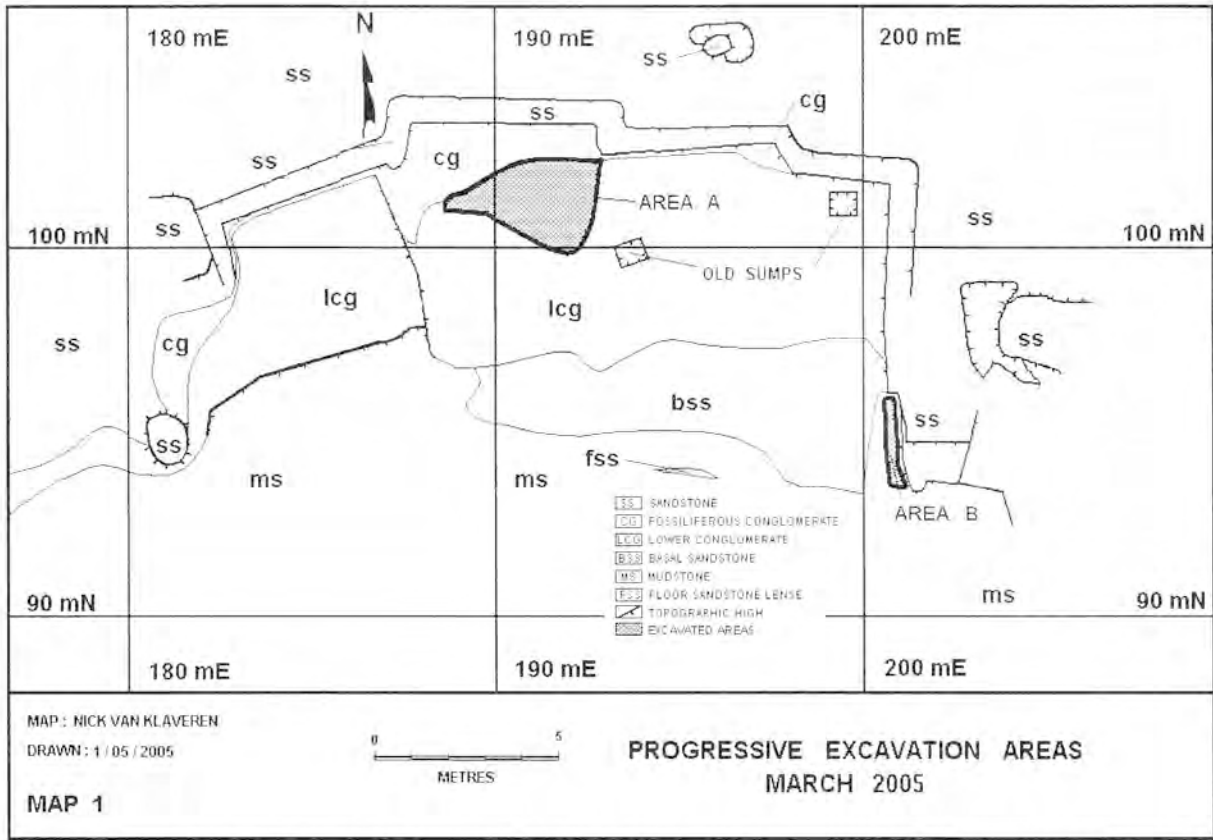 180 mE
N
190 mE
200 mE
ss
ss
cg
ss
ss
cg
AREA A
ss
ss
100 mN
100 mN
OLD SUMPS
lcg
lcg
ss
cg
ss
bss
ss
ss
fss
ms
ms
SS SANDSTONE
CG FOSSILIFEROUS CONGLOMERATE
LCG LOWER CONGLOMERATE
BSS BASAL SANDSTONE
MS MUDSTONE
FSS FLOOR SANDSTONE LENSE
TOPOGRAPHIC HIGH
EXCAVATED AREAS
AREA B
ms
90 mN
90 mN
180 mE
190 mE
200 mE
MAP : NICK VAN KLAVEREN
DRAWN : 1 / 05 / 2005
MAP 1
0 5
METRES
PROGRESSIVE EXCAVATION AREAS
MARCH 2005